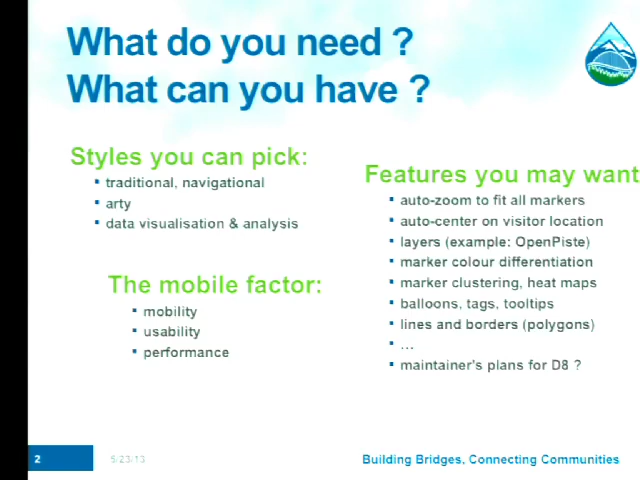 What do you need ?
What can you have ?
Styles you can pick:
traditional, navigational
arty
data visualisation & analysis
The mobile factor:
mobility
usability
performance
Features you may want
auto-zoom to fit all markers
auto-center on visitor location
layers (example: OpenPiste)
marker colour differentiation
marker clustering, heat maps
balloons, tags, tooltips
lines and borders (polygons)
...
maintainer's plans for D8 ?
2
5/23/13
Building Bridges, Connecting Communities